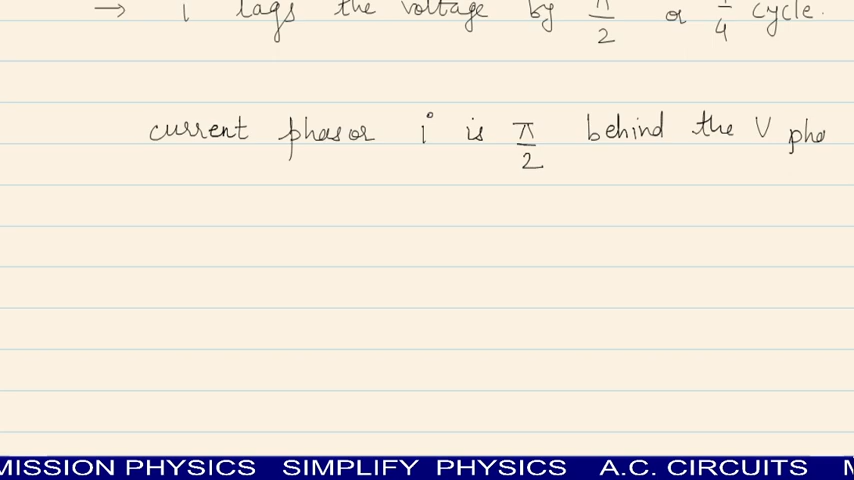 → i lags the voltage by π/2 or 1/4 cycle.
current phasor i is π/2 behind the V pha
MISSION PHYSICS SIMPLIFY PHYSICS A.C. CIRCUITS M